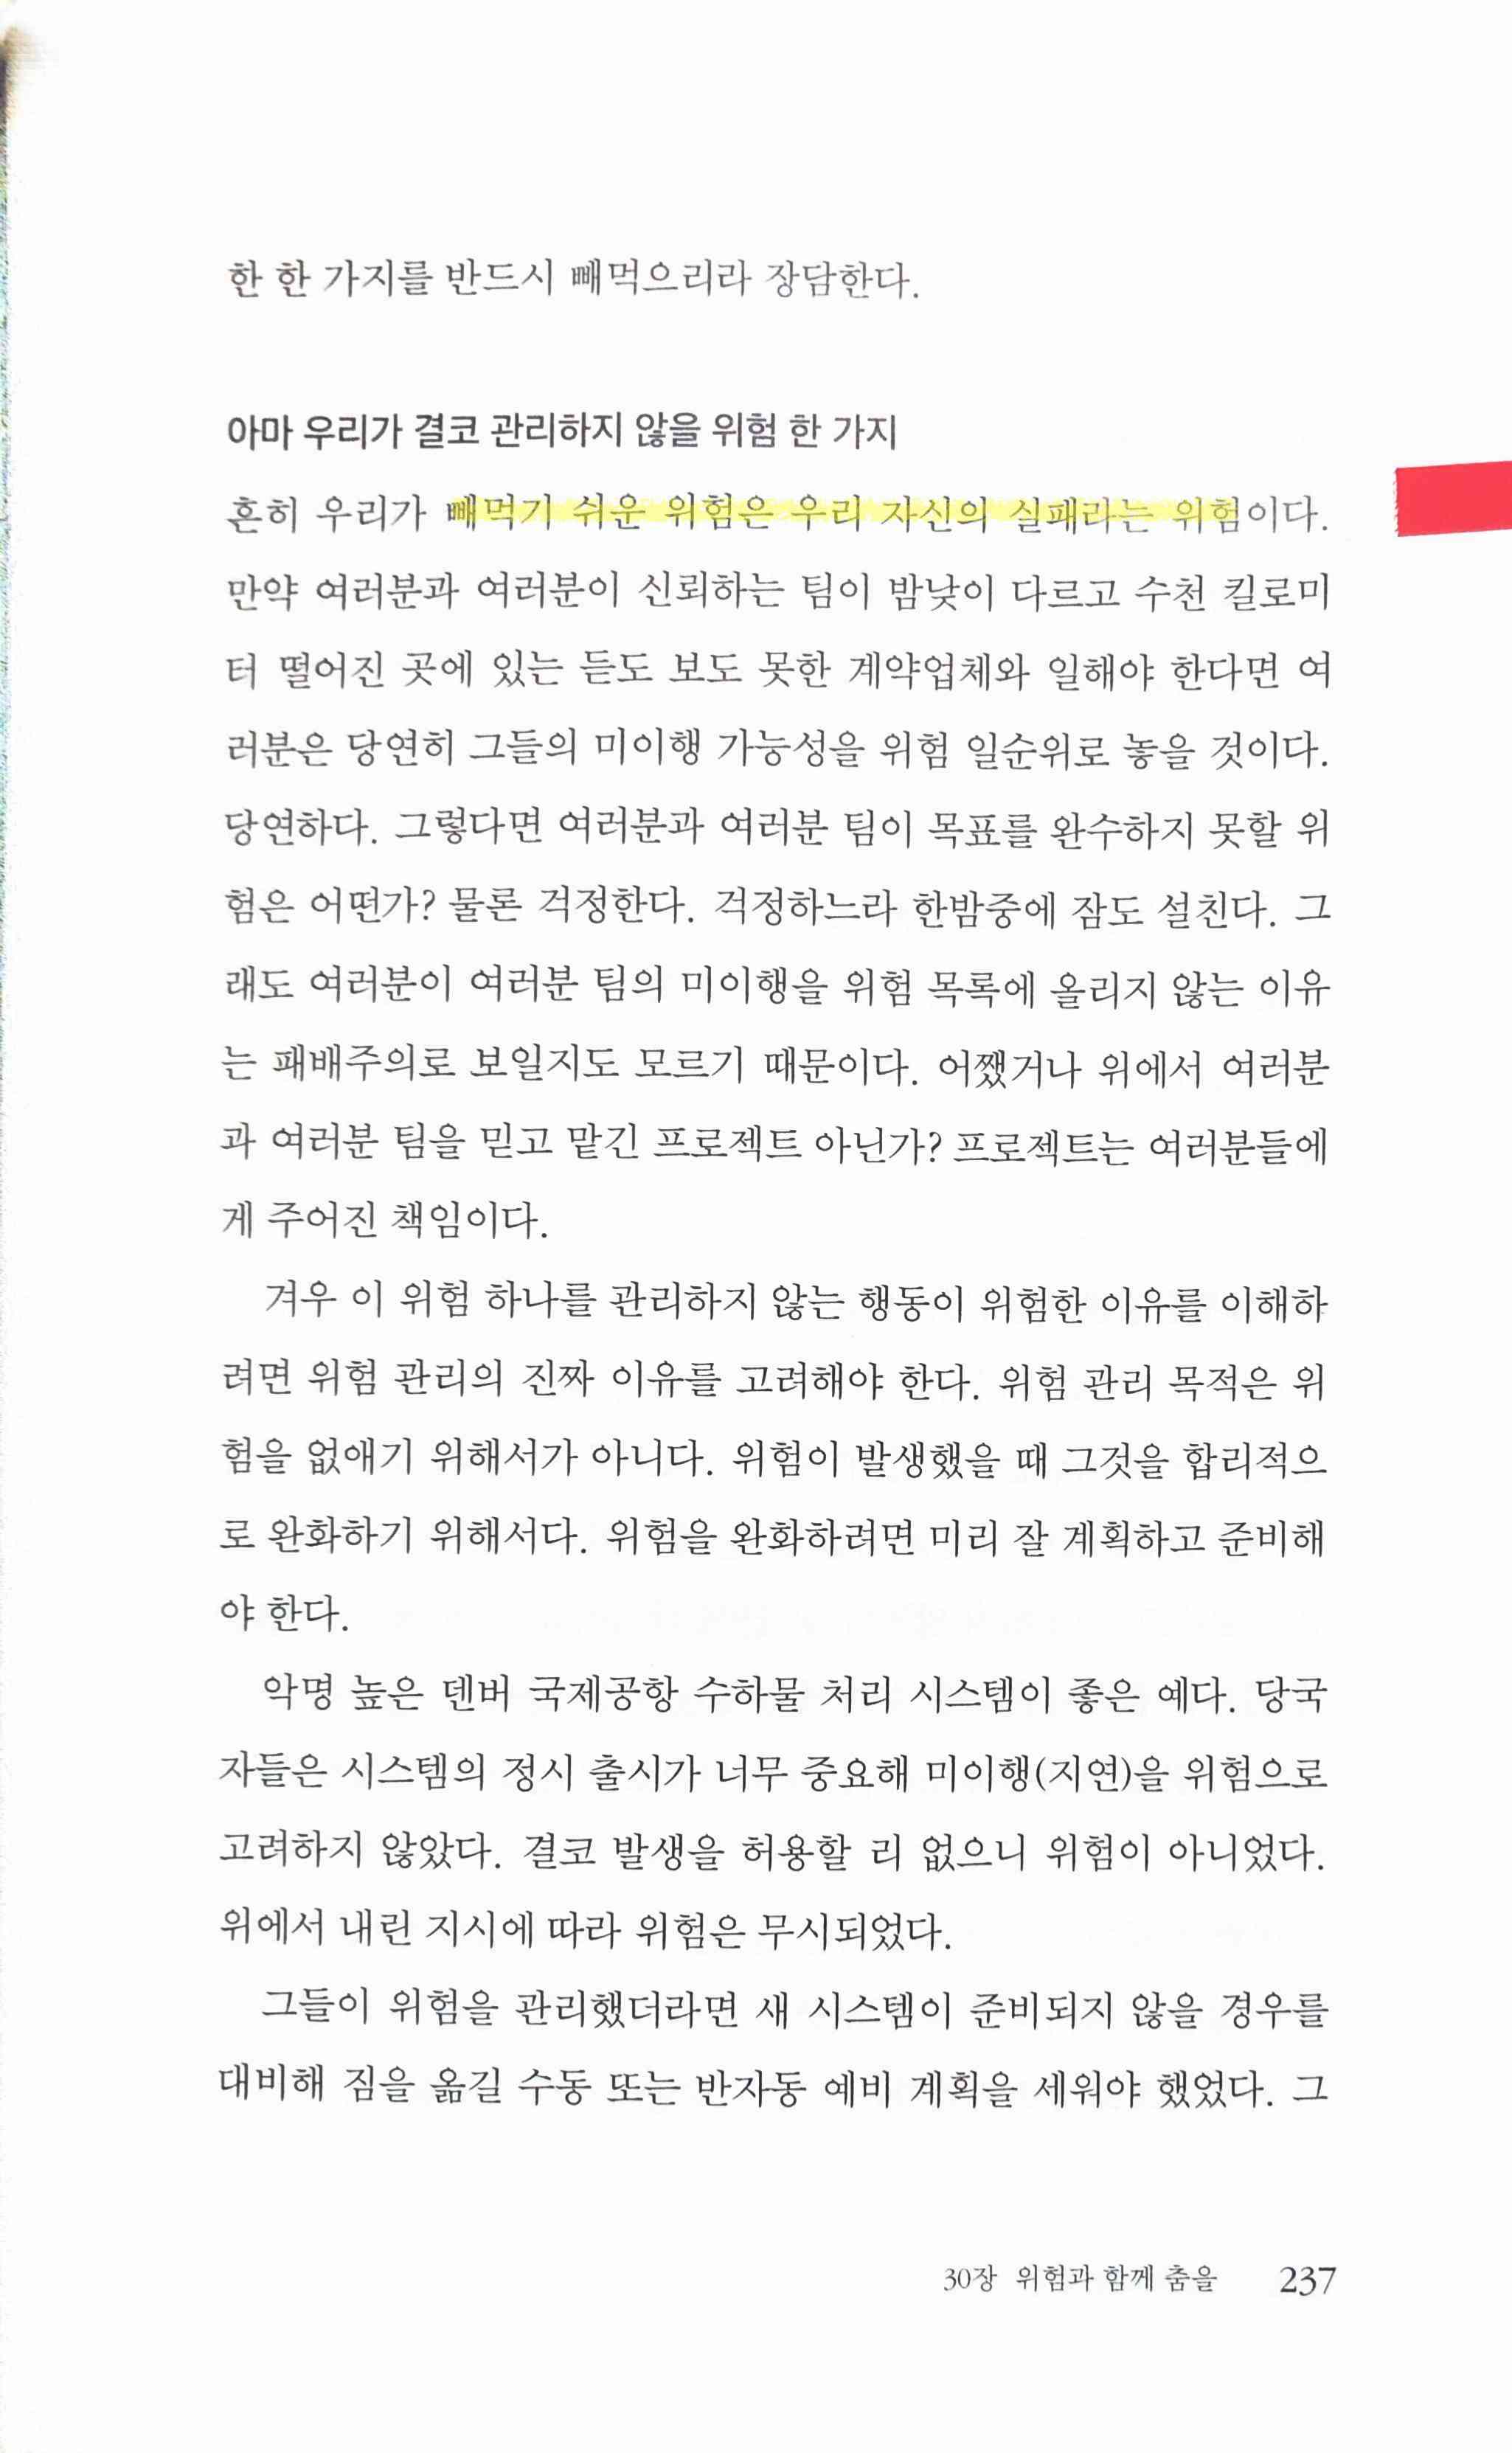 한 한 가지를 반드시 빼먹으리라 장담한다.
아마 우리가 결코 관리하지 않을 위험 한 가지
흔히 우리가 빼먹기 쉬운 위험은 우리 자신의 실패라는 위험이다.
만약 여러분과 여러분이 신뢰하는 팀이 밤낮이 다르고 수천 킬로미
터 떨어진 곳에 있는 듣도 보도 못한 계약업체와 일해야 한다면 여
러분은 당연히 그들의 미이행 가능성을 위험 일순위로 놓을 것이다.
당연하다. 그렇다면 여러분과 여러분 팀이 목표를 완수하지 못할 위
험은 어떤가? 물론 걱정한다. 걱정하느라 한밤중에 잠도 설친다. 그
래도 여러분이 여러분 팀의 미이행을 위험 목록에 올리지 않는 이유
는 패배주의로 보일지도 모르기 때문이다. 어쨌거나 위에서 여러분
과 여러분 팀을 믿고 맡긴 프로젝트 아닌가? 프로젝트는 여러분들에
게 주어진 책임이다.
겨우 이 위험 하나를 관리하지 않는 행동이 위험한 이유를 이해하
려면 위험 관리의 진짜 이유를 고려해야 한다. 위험 관리 목적은 위
험을 없애기 위해서가 아니다. 위험이 발생했을 때 그것을 합리적으
로 완화하기 위해서다. 위험을 완화하려면 미리 잘 계획하고 준비해
야 한다.
악명 높은 덴버 국제공항 수하물 처리 시스템이 좋은 예다. 당국
자들은 시스템의 정시 출시가 너무 중요해 미이행(지연)을 위험으로
고려하지 않았다. 결코 발생을 허용할 리 없으니 위험이 아니었다.
위에서 내린 지시에 따라 위험은 무시되었다.
그들이 위험을 관리했더라면 새 시스템이 준비되지 않을 경우를
대비해 짐을 옮길 수동 또는 반자동 예비 계획을 세워야 했었다. 그
30장 위험과 함께 춤을 237